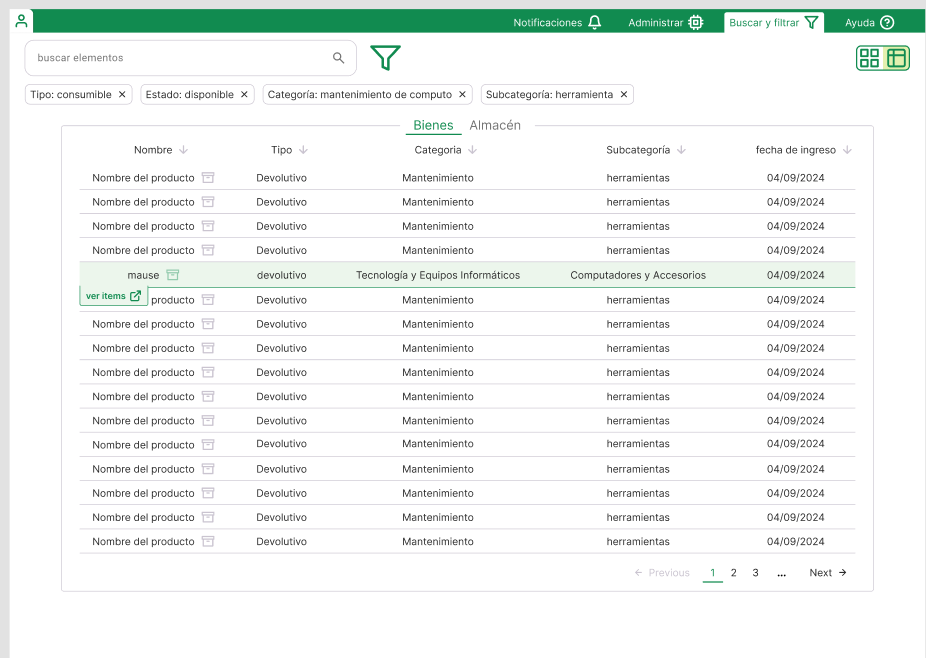 Notificaciones Administrar Buscar y filtrar Ayuda
buscar elementos
Tipo: consumible Estado: disponible Categoría: mantenimiento de computo Subcategoría: herramienta
Bienes Almacén
Nombre Tipo Categoria Subcategoría fecha de ingreso
Nombre del producto Devolutivo Mantenimiento herramientas 04/09/2024
Nombre del producto Devolutivo Mantenimiento herramientas 04/09/2024
Nombre del producto Devolutivo Mantenimiento herramientas 04/09/2024
Nombre del producto Devolutivo Mantenimiento herramientas 04/09/2024
mause devolutivo Tecnología y Equipos Informáticos Computadores y Accesorios 04/09/2024
ver items producto Devolutivo Mantenimiento herramientas 04/09/2024
Nombre del producto Devolutivo Mantenimiento herramientas 04/09/2024
Nombre del producto Devolutivo Mantenimiento herramientas 04/09/2024
Nombre del producto Devolutivo Mantenimiento herramientas 04/09/2024
Nombre del producto Devolutivo Mantenimiento herramientas 04/09/2024
Nombre del producto Devolutivo Mantenimiento herramientas 04/09/2024
Nombre del producto Devolutivo Mantenimiento herramientas 04/09/2024
Nombre del producto Devolutivo Mantenimiento herramientas 04/09/2024
Nombre del producto Devolutivo Mantenimiento herramientas 04/09/2024
Nombre del producto Devolutivo Mantenimiento herramientas 04/09/2024
Nombre del producto Devolutivo Mantenimiento herramientas 04/09/2024
Previous 1 2 3 ... Next